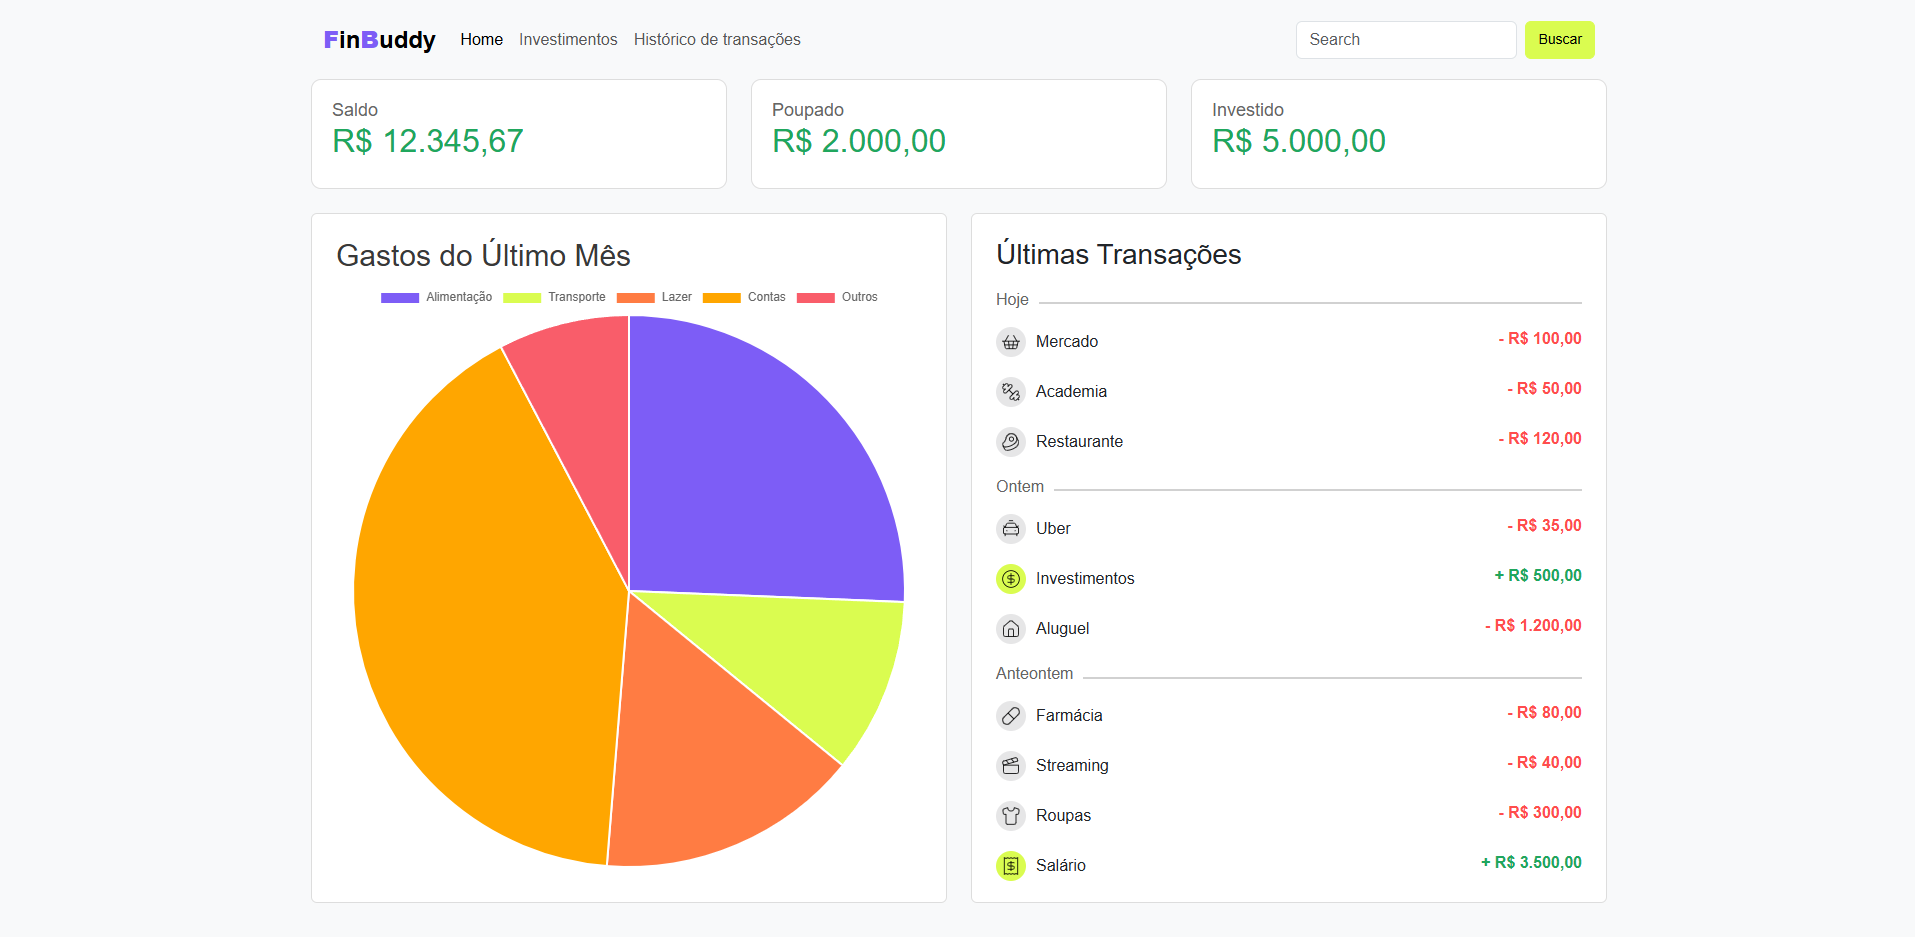 FinBuddy Home Investimentos Histórico de transações Search Buscar
Saldo
R$ 12.345,67
Poupado
R$ 2.000,00
Investido
R$ 5.000,00
Gastos do Último Mês
Alimentação Transporte Lazer Contas Outros
Últimas Transações
Hoje
Mercado - R$ 100,00
Academia - R$ 50,00
Restaurante - R$ 120,00
Ontem
Uber - R$ 35,00
Investimentos + R$ 500,00
Aluguel - R$ 1.200,00
Anteontem
Farmácia - R$ 80,00
Streaming - R$ 40,00
Roupas - R$ 300,00
Salário + R$ 3.500,00